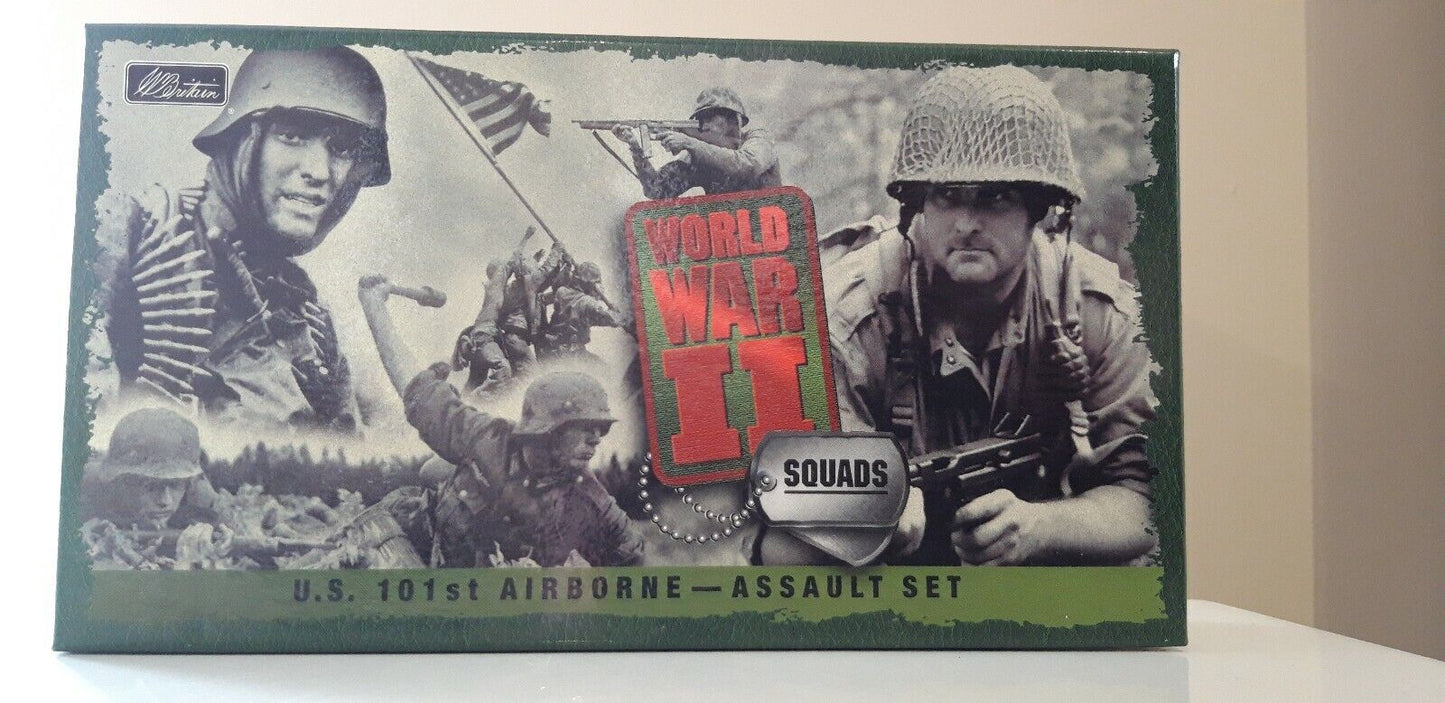 W Britain
®
WORLD
WAR
II
SQUADS
U.S. 101st AIRBORNE—ASSAULT SET